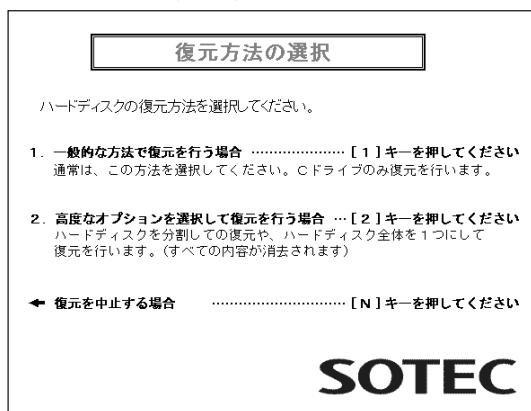 復元方法の選択
ハードディスクの復元方法を選択してください。
1. 一般的な方法で復元を行う場合 ………………… [1]キーを押してください
通常は、この方法を選択してください。Cドライブのみ復元を行います。
2. 高度なオプションを選択して復元を行う場合 … [2]キーを押してください
ハードディスクを分割しての復元や、ハードディスク全体を1つにして
復元を行います。(すべての内容が消去されます)
← 復元を中止する場合 ………………………… [N]キーを押してください
SOTEC